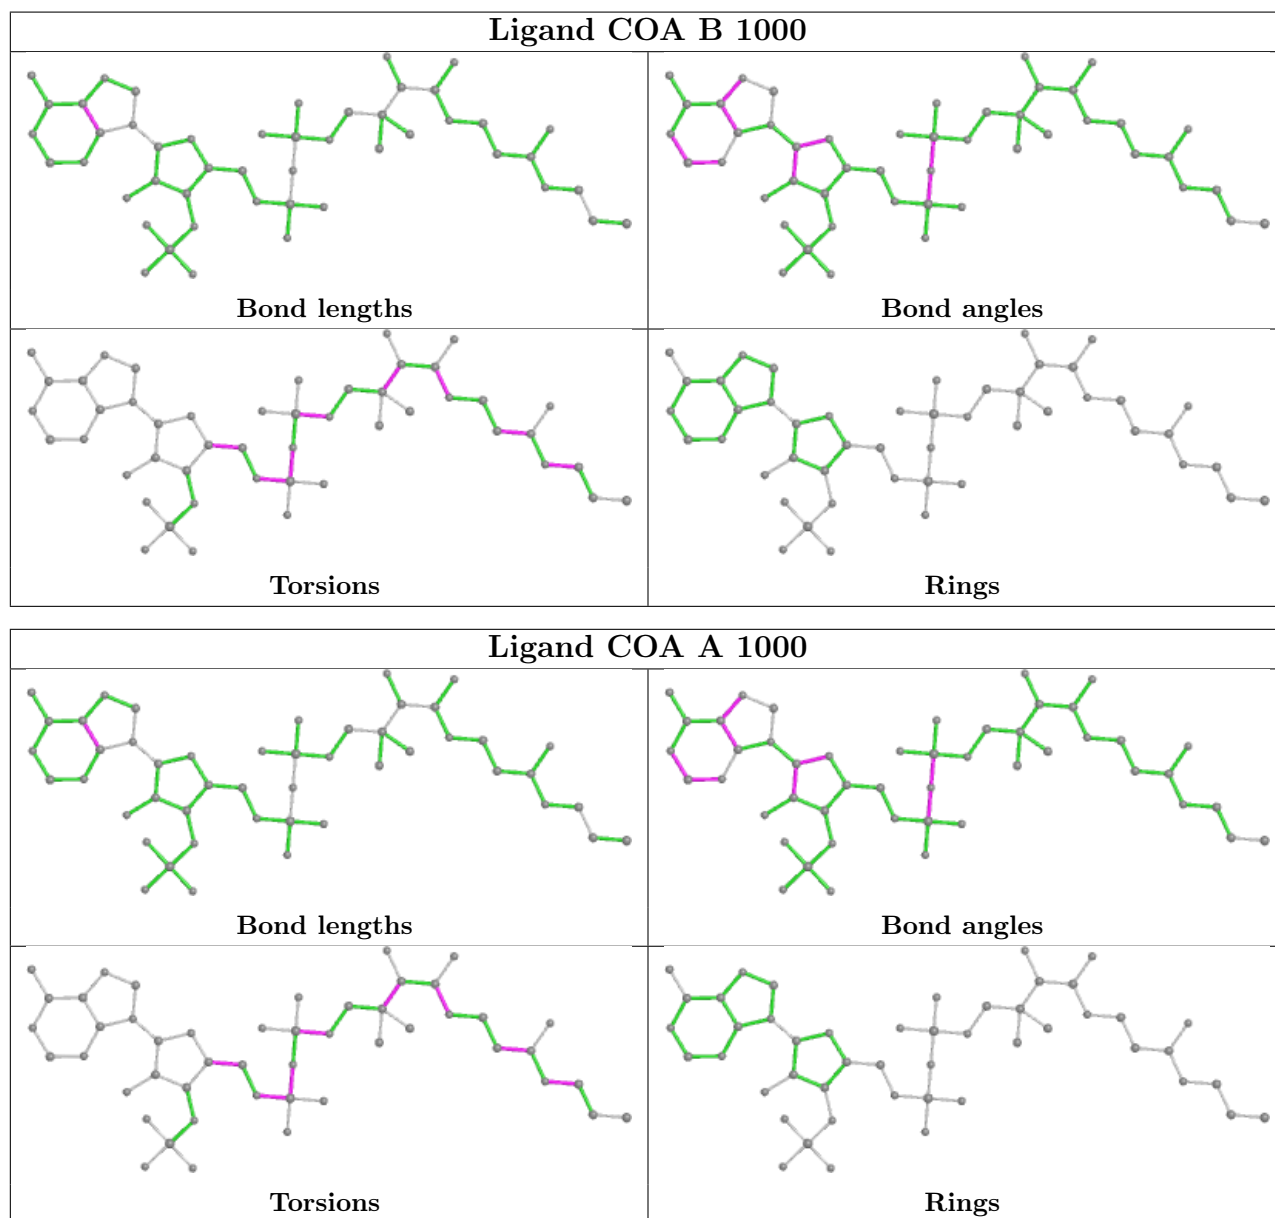 Ligand COA B 1000
Bond lengths
Bond angles
Torsions
Rings
Ligand COA A 1000
Bond lengths
Bond angles
Torsions
Rings